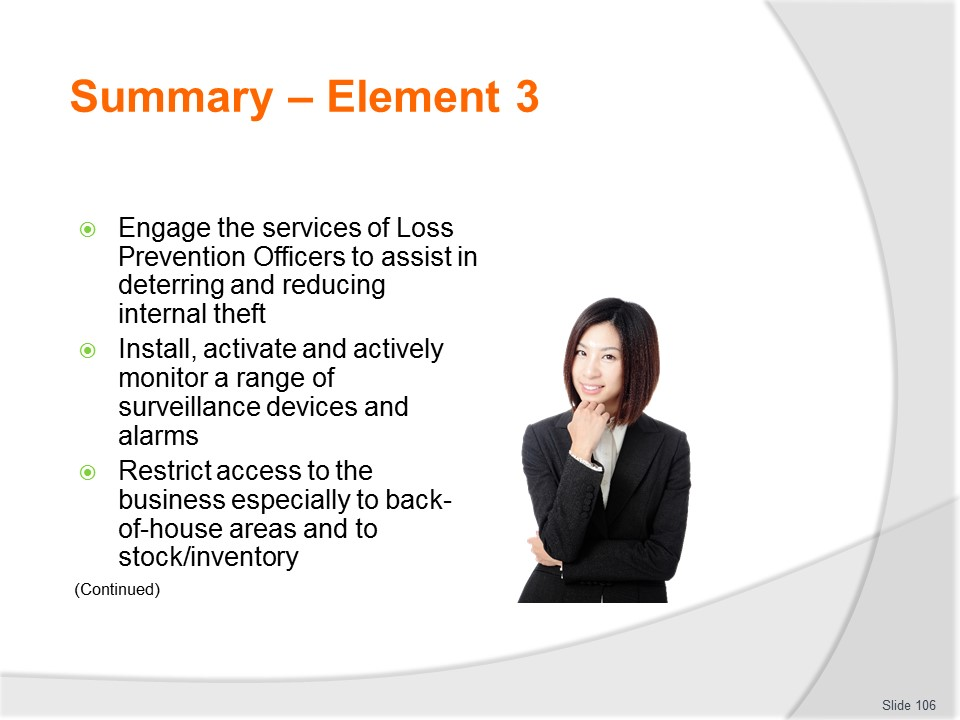 Summary – Element 3
Engage the services of Loss
Prevention Officers to assist in
deterring and reducing
internal theft
Install, activate and actively
monitor a range of
surveillance devices and
alarms
Restrict access to the
business especially to back-
of-house areas and to
stock/inventory
(Continued)
Slide 106